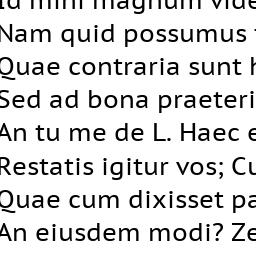 Id mihi magnum vide
Nam quid possumus
Quae contraria sunt
Sed ad bona praeteri
An tu me de L. Haec e
Restatis igitur vos; Cu
Quae cum dixisset pa
An eiusdem modi? Ze